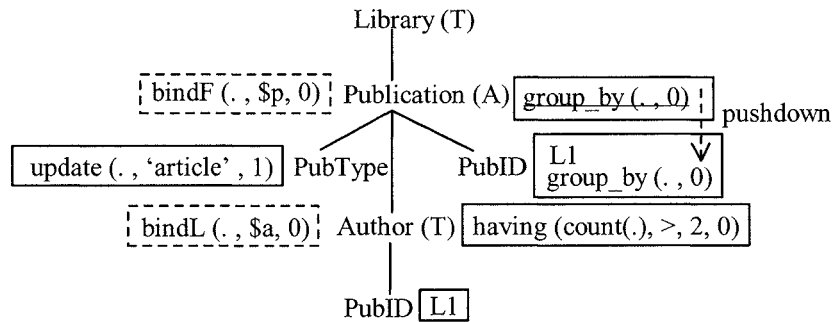 Library (T)
bindF (. , $p, 0) Publication (A) group_by (. , 0)
pushdown
update (. , ‘article’ , 1) PubType PubID L1
group_by (. , 0)
bindL (. , $a, 0) Author (T) having (count(.), >, 2, 0)
PubID L1